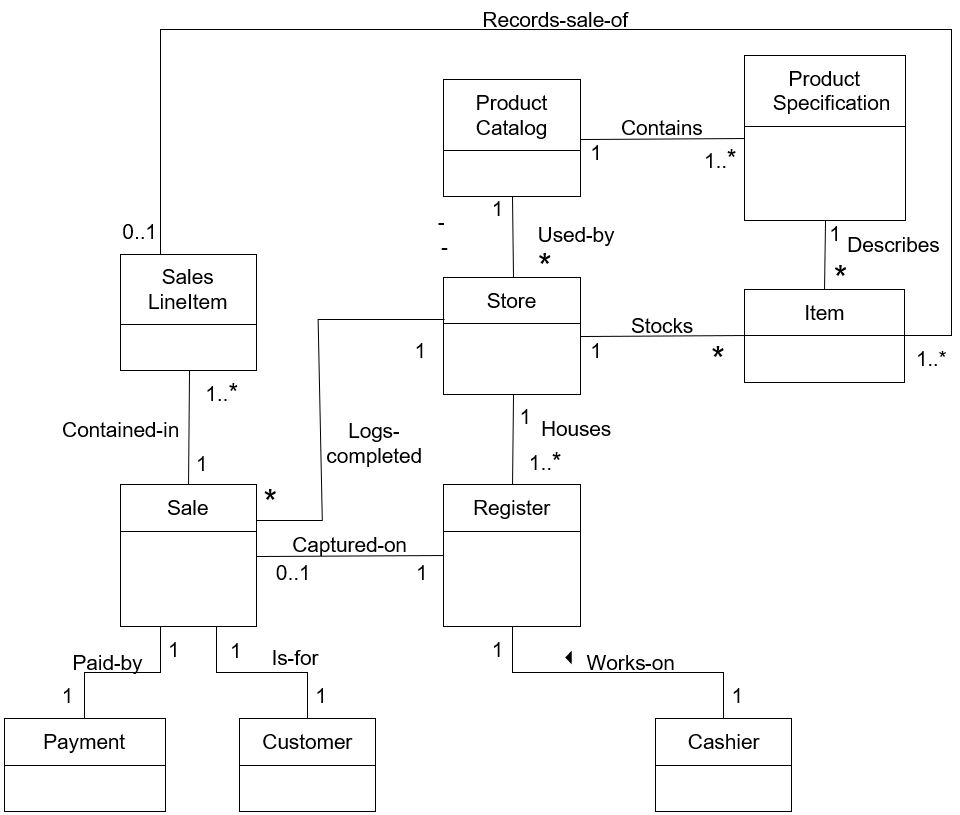 Records-sale-of
Product
Specification
Product
Catalog
Contains
1
1..*
1
-
-
Used-by
*
0..1
1
Describes
*
Sales
LineItem
Store
Item
Stocks
1
1
*
1..*
1..*
Contained-in
1
Logs-
completed
1
Houses
1..*
*
Sale
Register
Captured-on
0..1
1
1
1
1
Paid-by
Is-for
Works-on
1
1
1
Payment
Customer
Cashier